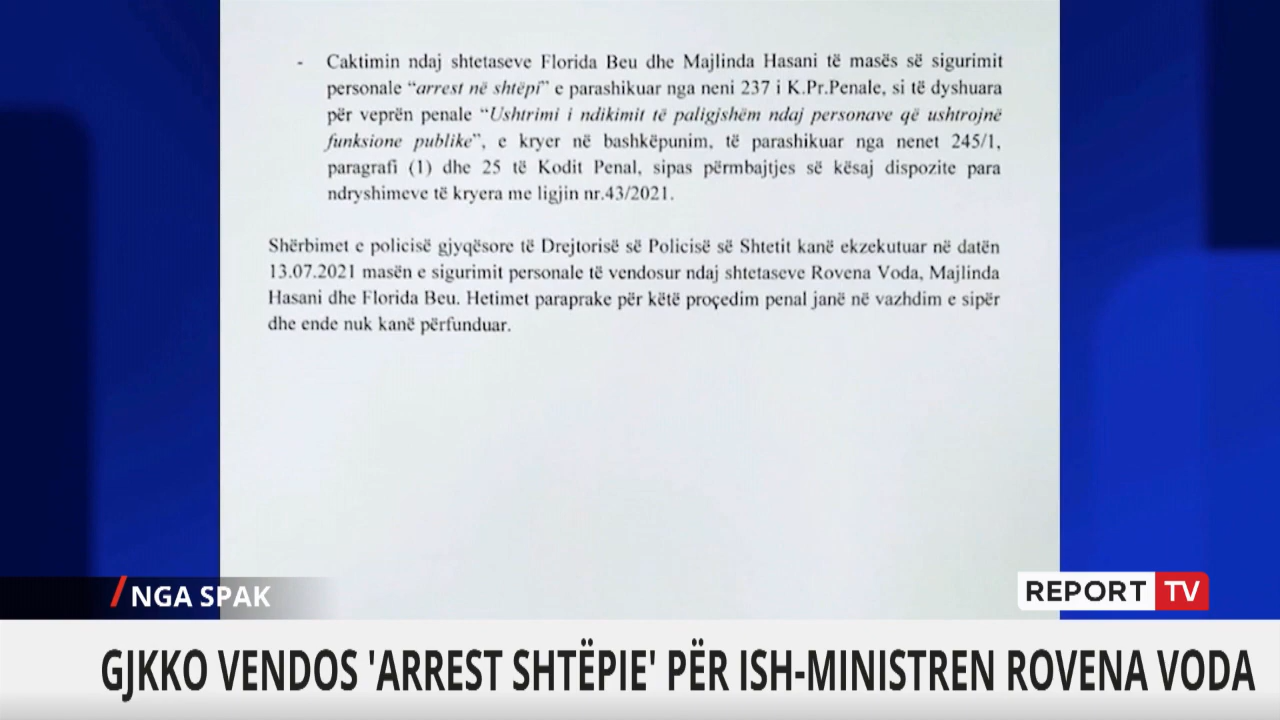 - Caktimin ndaj shtetaseve Florida Beu dhe Majlinda Hasani të masës së sigurimit
personale “arrest në shtëpi” e parashikuar nga neni 237 i K.Pr.Penale, si të dyshuara
për veprën penale “Ushtrimi i ndikimit të paligjshëm ndaj personave që ushtrojnë
funksione publike”, e kryer në bashkëpunim, të parashikuar nga nenet 245/1,
paragrafi (1) dhe 25 të Kodit Penal, sipas përmbajtjes së kësaj dispozite para
ndryshimeve të kryera me ligjin nr.43/2021.
Shërbimet e policisë gjyqësore të Drejtorisë së Policisë së Shtetit kanë ekzekutuar në datën
13.07.2021 masën e sigurimit personale të vendosur ndaj shtetaseve Rovena Voda, Majlinda
Hasani dhe Florida Beu. Hetimet paraprake për këtë proçedim penal janë në vazhdim e sipër
dhe ende nuk kanë përfunduar.
NGA SPAK
REPORT TV
GJKKO VENDOS 'ARREST SHTËPIE' PËR ISH-MINISTREN ROVENA VODA